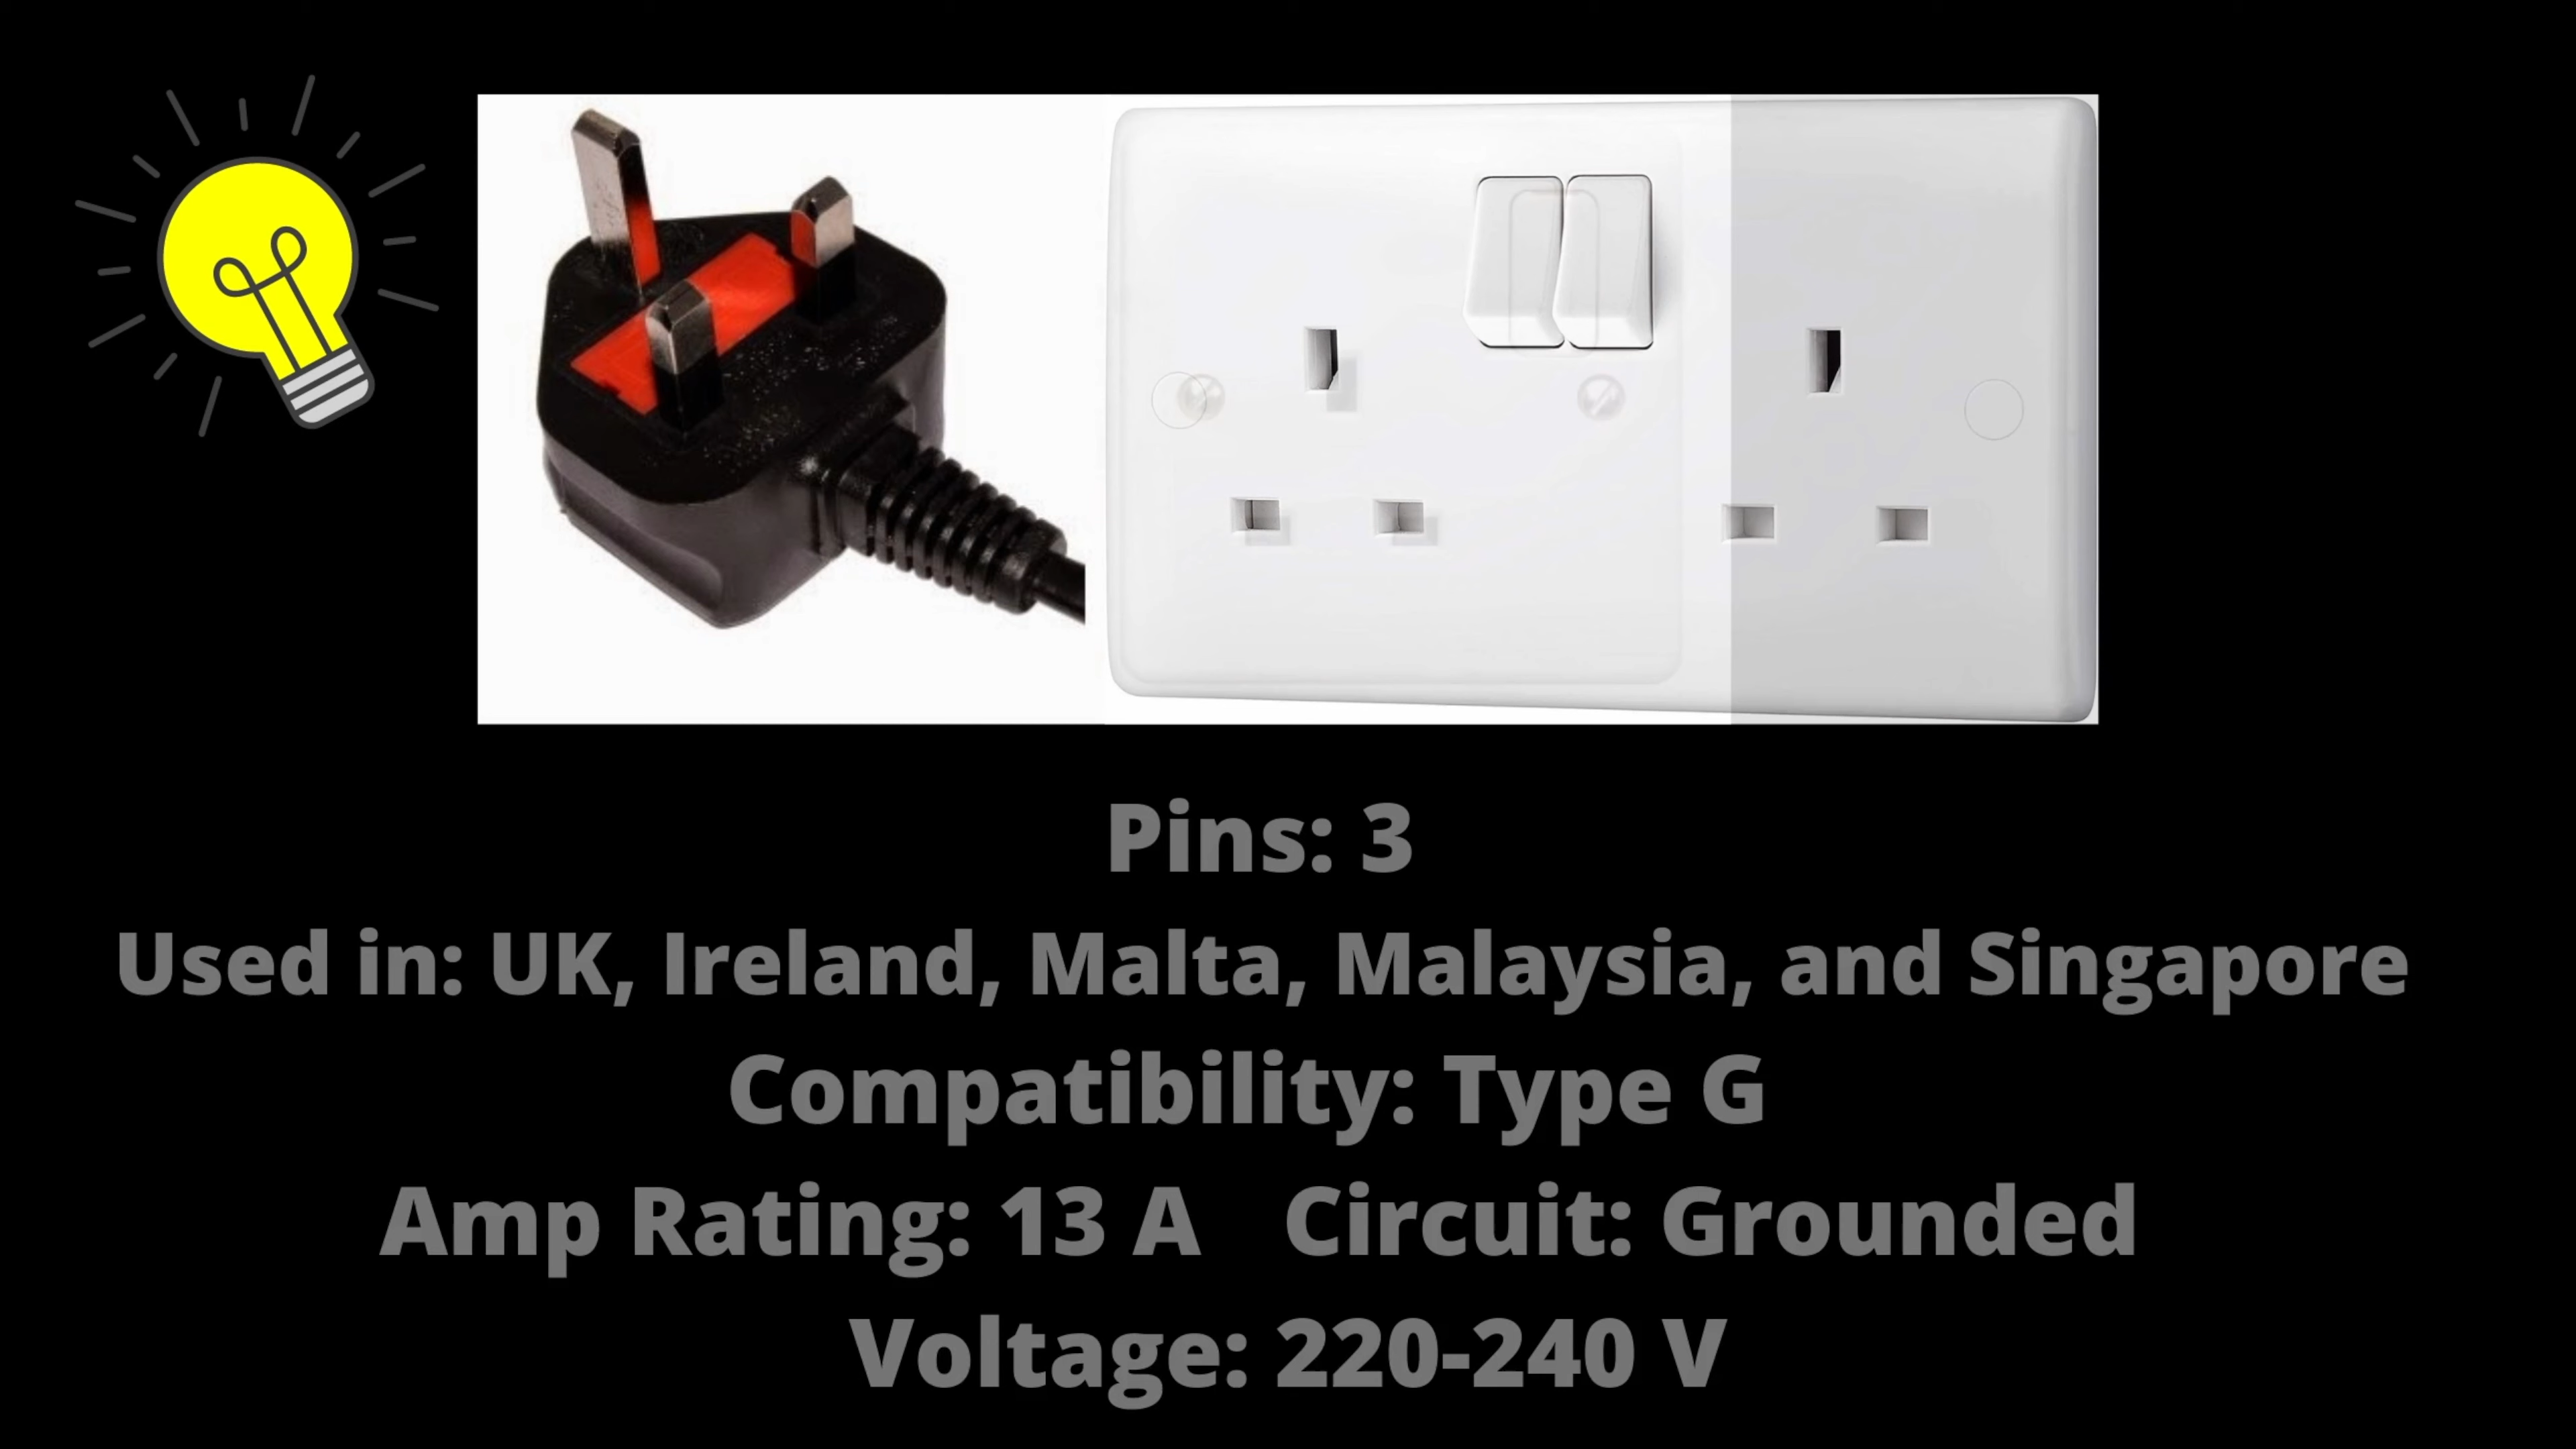 Pins: 3
Used in: UK, Ireland, Malta, Malaysia, and Singapore
Compatibility: Type G
Amp Rating: 13 A Circuit: Grounded
Voltage: 220-240 V